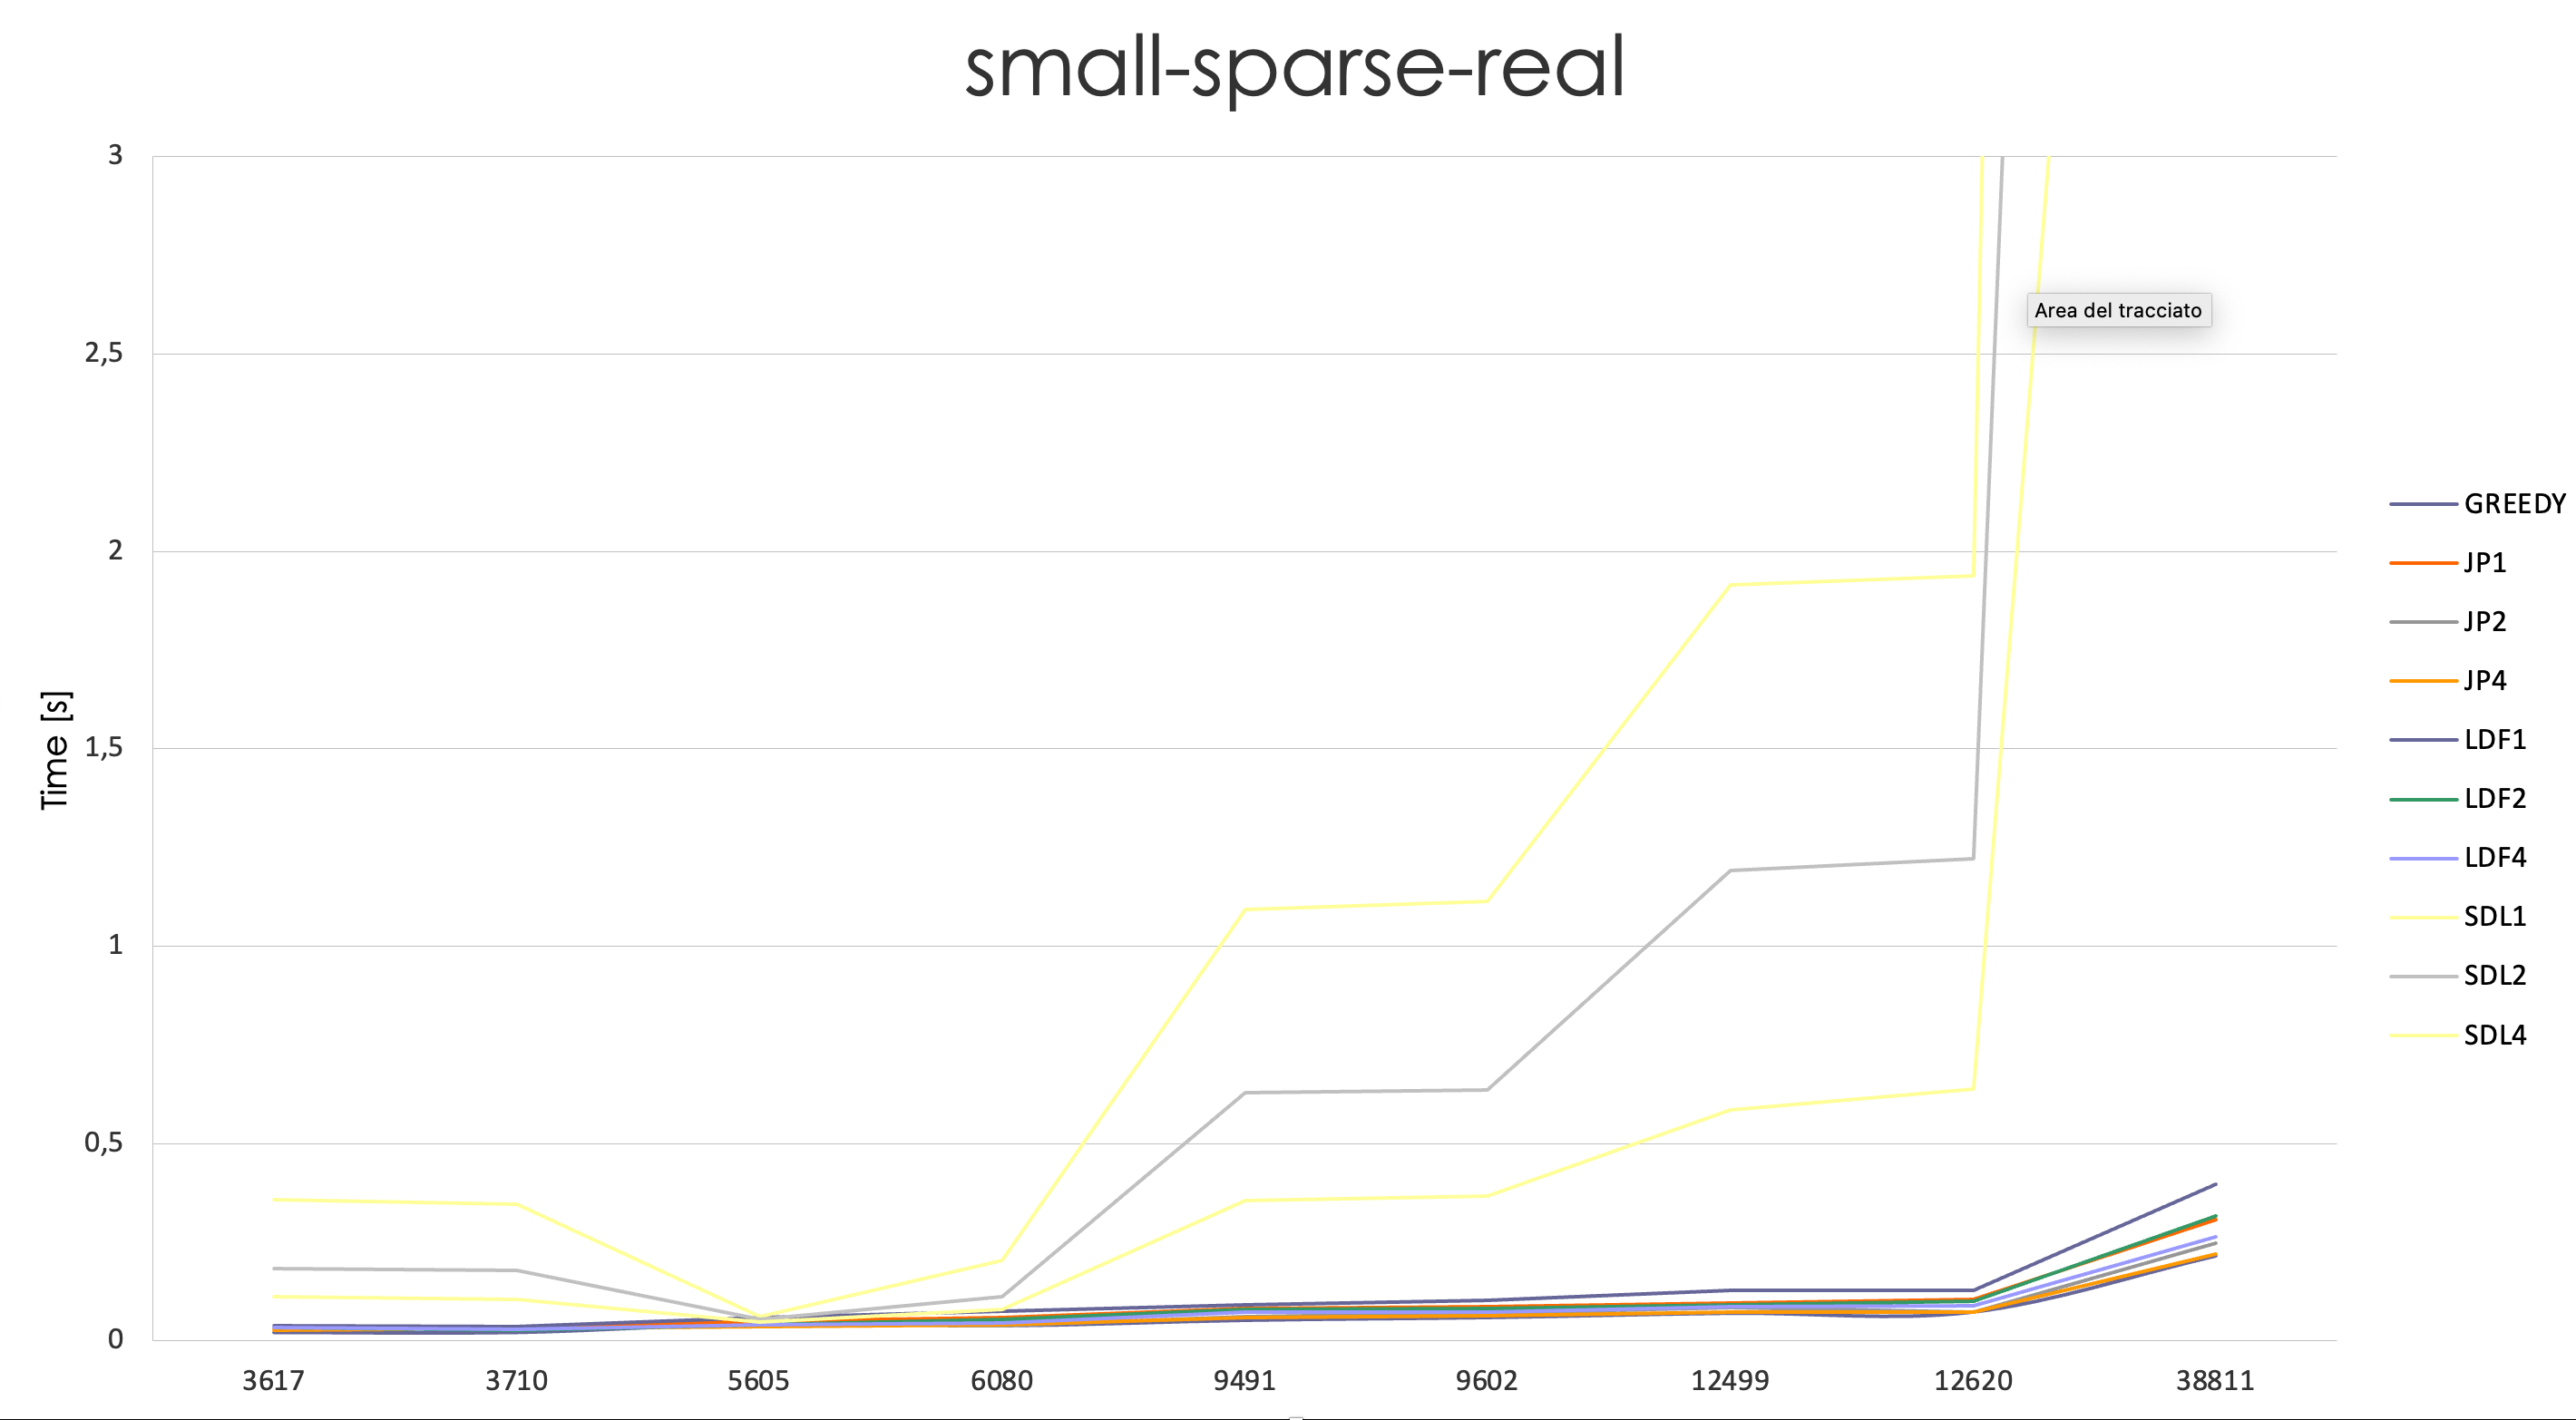 small-sparse-real
3
2,5
2
1,5
1
0,5
0
Time [s]
Area del tracciato
3617 3710 5605 6080 9491 9602 12499 12620 38811
GREEDY
JP1
JP2
JP4
LDF1
LDF2
LDF4
SDL1
SDL2
SDL4